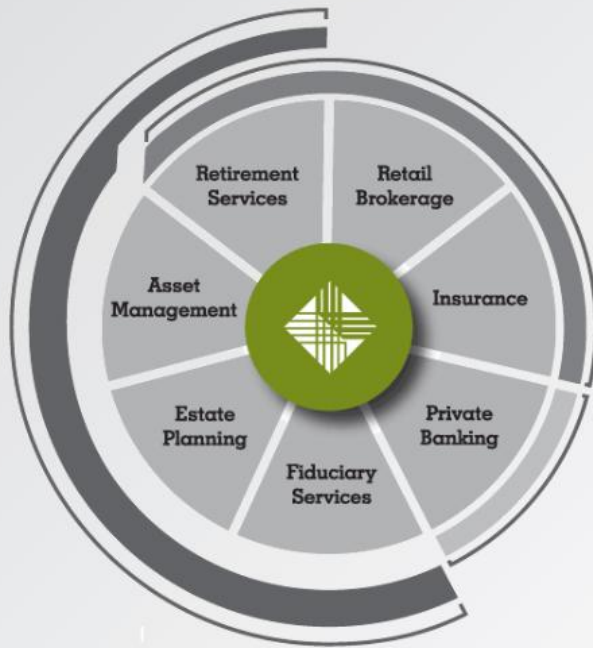 Retirement
Services
Retail
Brokerage
Asset
Management
Insurance
Estate
Planning
Private
Banking
Fiduciary
Services